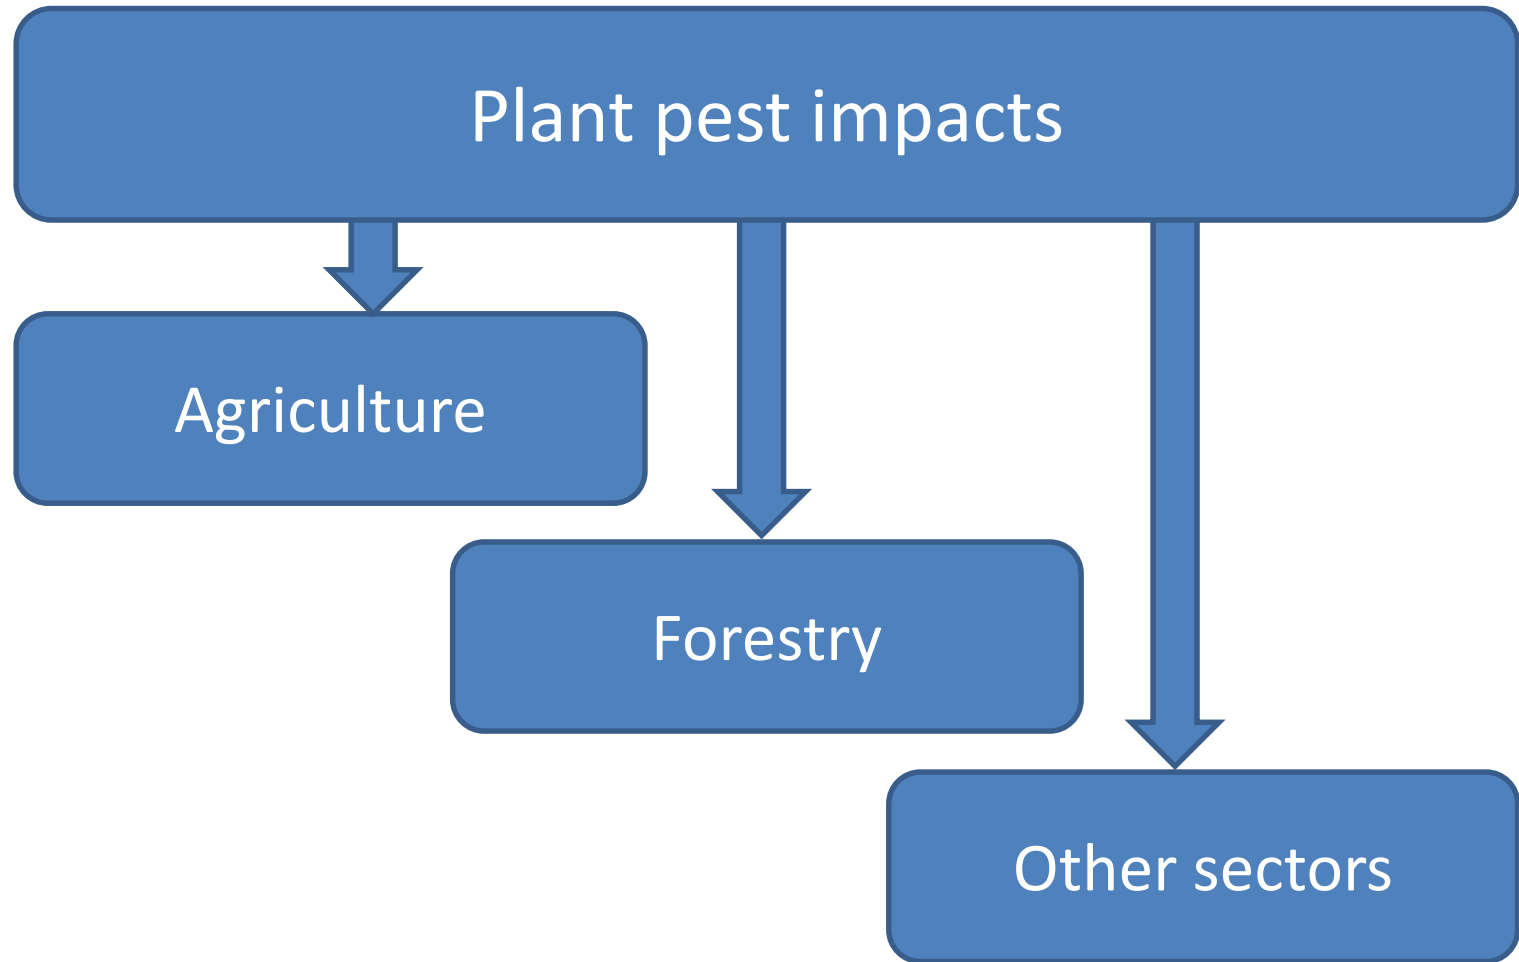 Plant pest impacts
Agriculture
Forestry
Other sectors